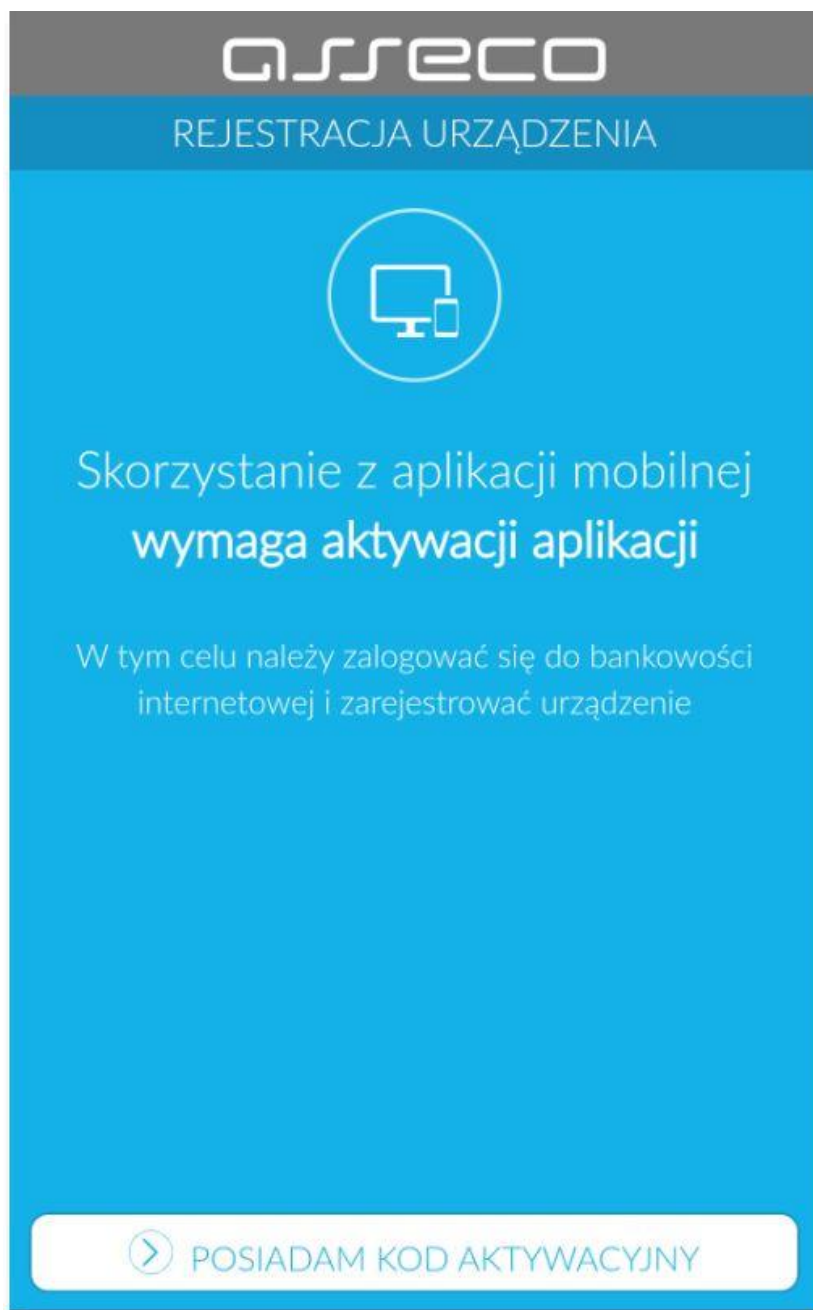 asseco
REJESTRACJA URZĄDZENIA
Skorzystanie z aplikacji mobilnej
wymaga aktywacji aplikacji
W tym celu należy zalogować się do bankowości
internetowej i zarejestrować urządzenie
POSIADAM KOD AKTYWACYJNY